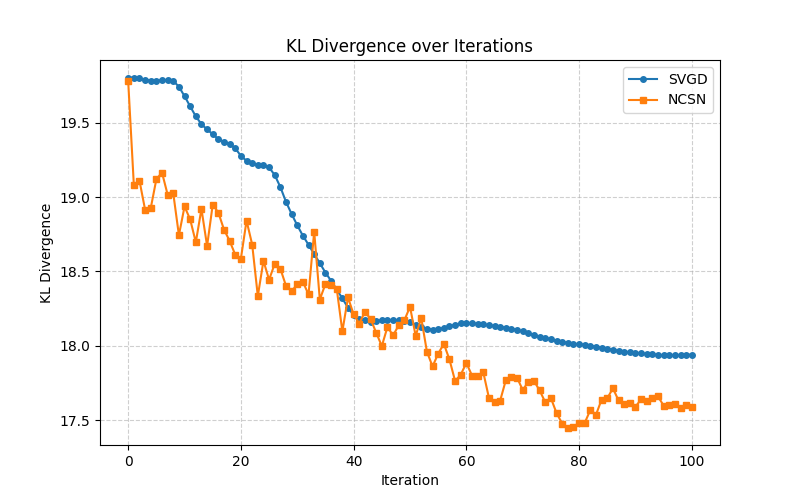 KL Divergence over Iterations
SVGD
NCSN
19.5
19.0
18.5
18.0
17.5
KL Divergence
0 20 40 60 80 100
Iteration